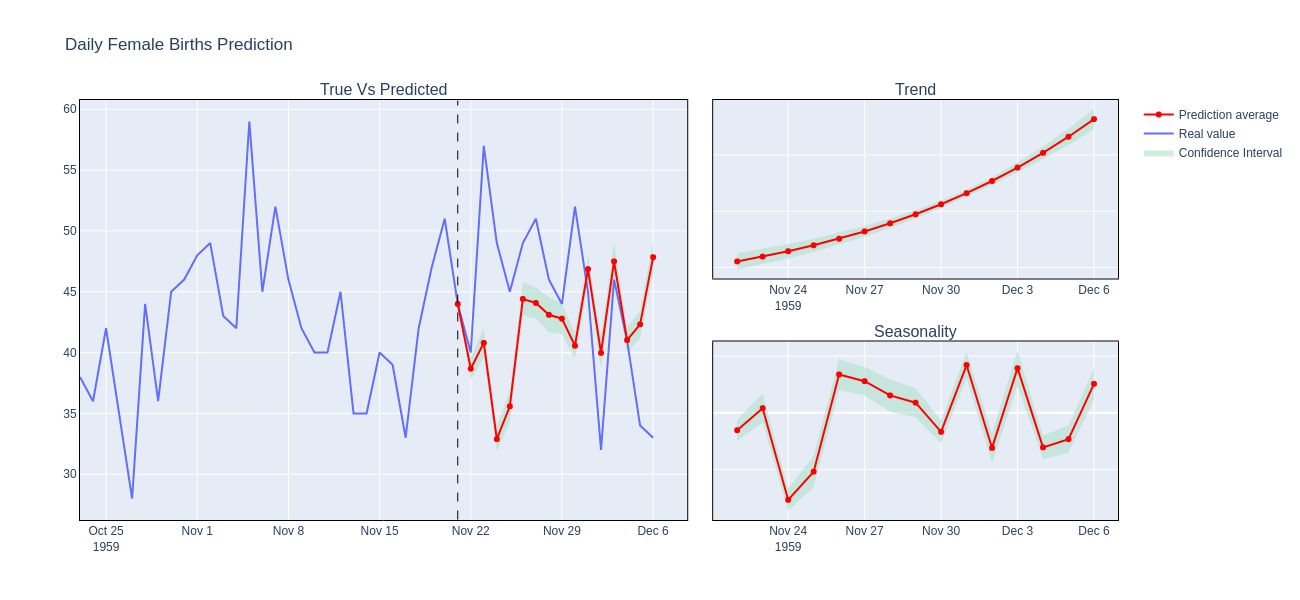 Daily Female Births Prediction
True Vs Predicted
60
55
50
45
40
35
30
Oct 25
1959
Nov 1
Nov 8
Nov 15
Nov 22
Nov 29
Dec 6
Trend
Nov 24
1959
Nov 27
Nov 30
Dec 3
Dec 6
Seasonality
Nov 24
1959
Nov 27
Nov 30
Dec 3
Dec 6
Prediction average
Real value
Confidence Interval